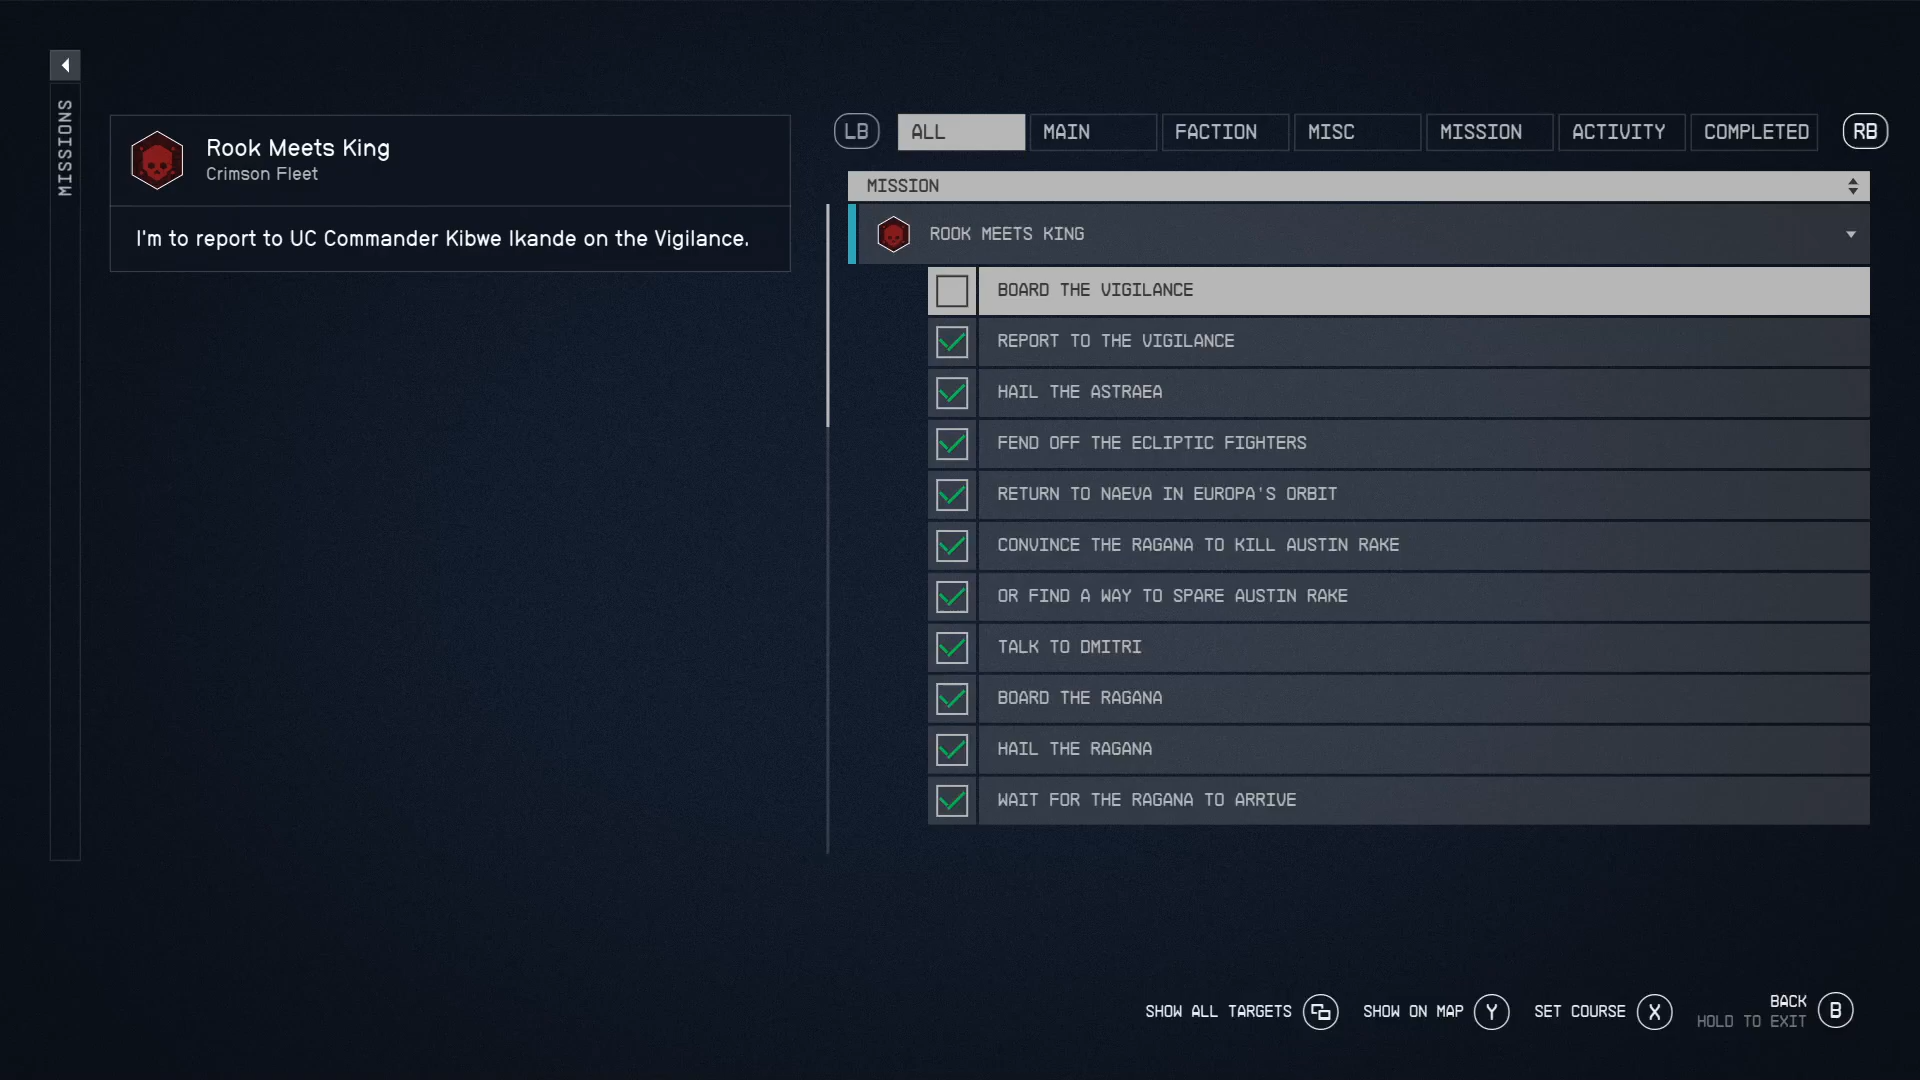 MISSIONS
Rook Meets King
Crimson Fleet
I'm to report to UC Commander Kibwe Ikande on the Vigilance.
LB
ALL
MAIN
FACTION
MISC
MISSION
ACTIVITY
COMPLETED
RB
MISSION
ROOK MEETS KING
BOARD THE VIGILANCE
REPORT TO THE VIGILANCE
HAIL THE ASTRAEA
FEND OFF THE ECLIPTIC FIGHTERS
RETURN TO NAEVA IN EUROPA'S ORBIT
CONVINCE THE RAGANA TO KILL AUSTIN RAKE
OR FIND A WAY TO SPARE AUSTIN RAKE
TALK TO DMITRI
BOARD THE RAGANA
HAIL THE RAGANA
WAIT FOR THE RAGANA TO ARRIVE
SHOW ALL TARGETS
SHOW ON MAP
Y
SET COURSE
X
BACK
HOLD TO EXIT
B